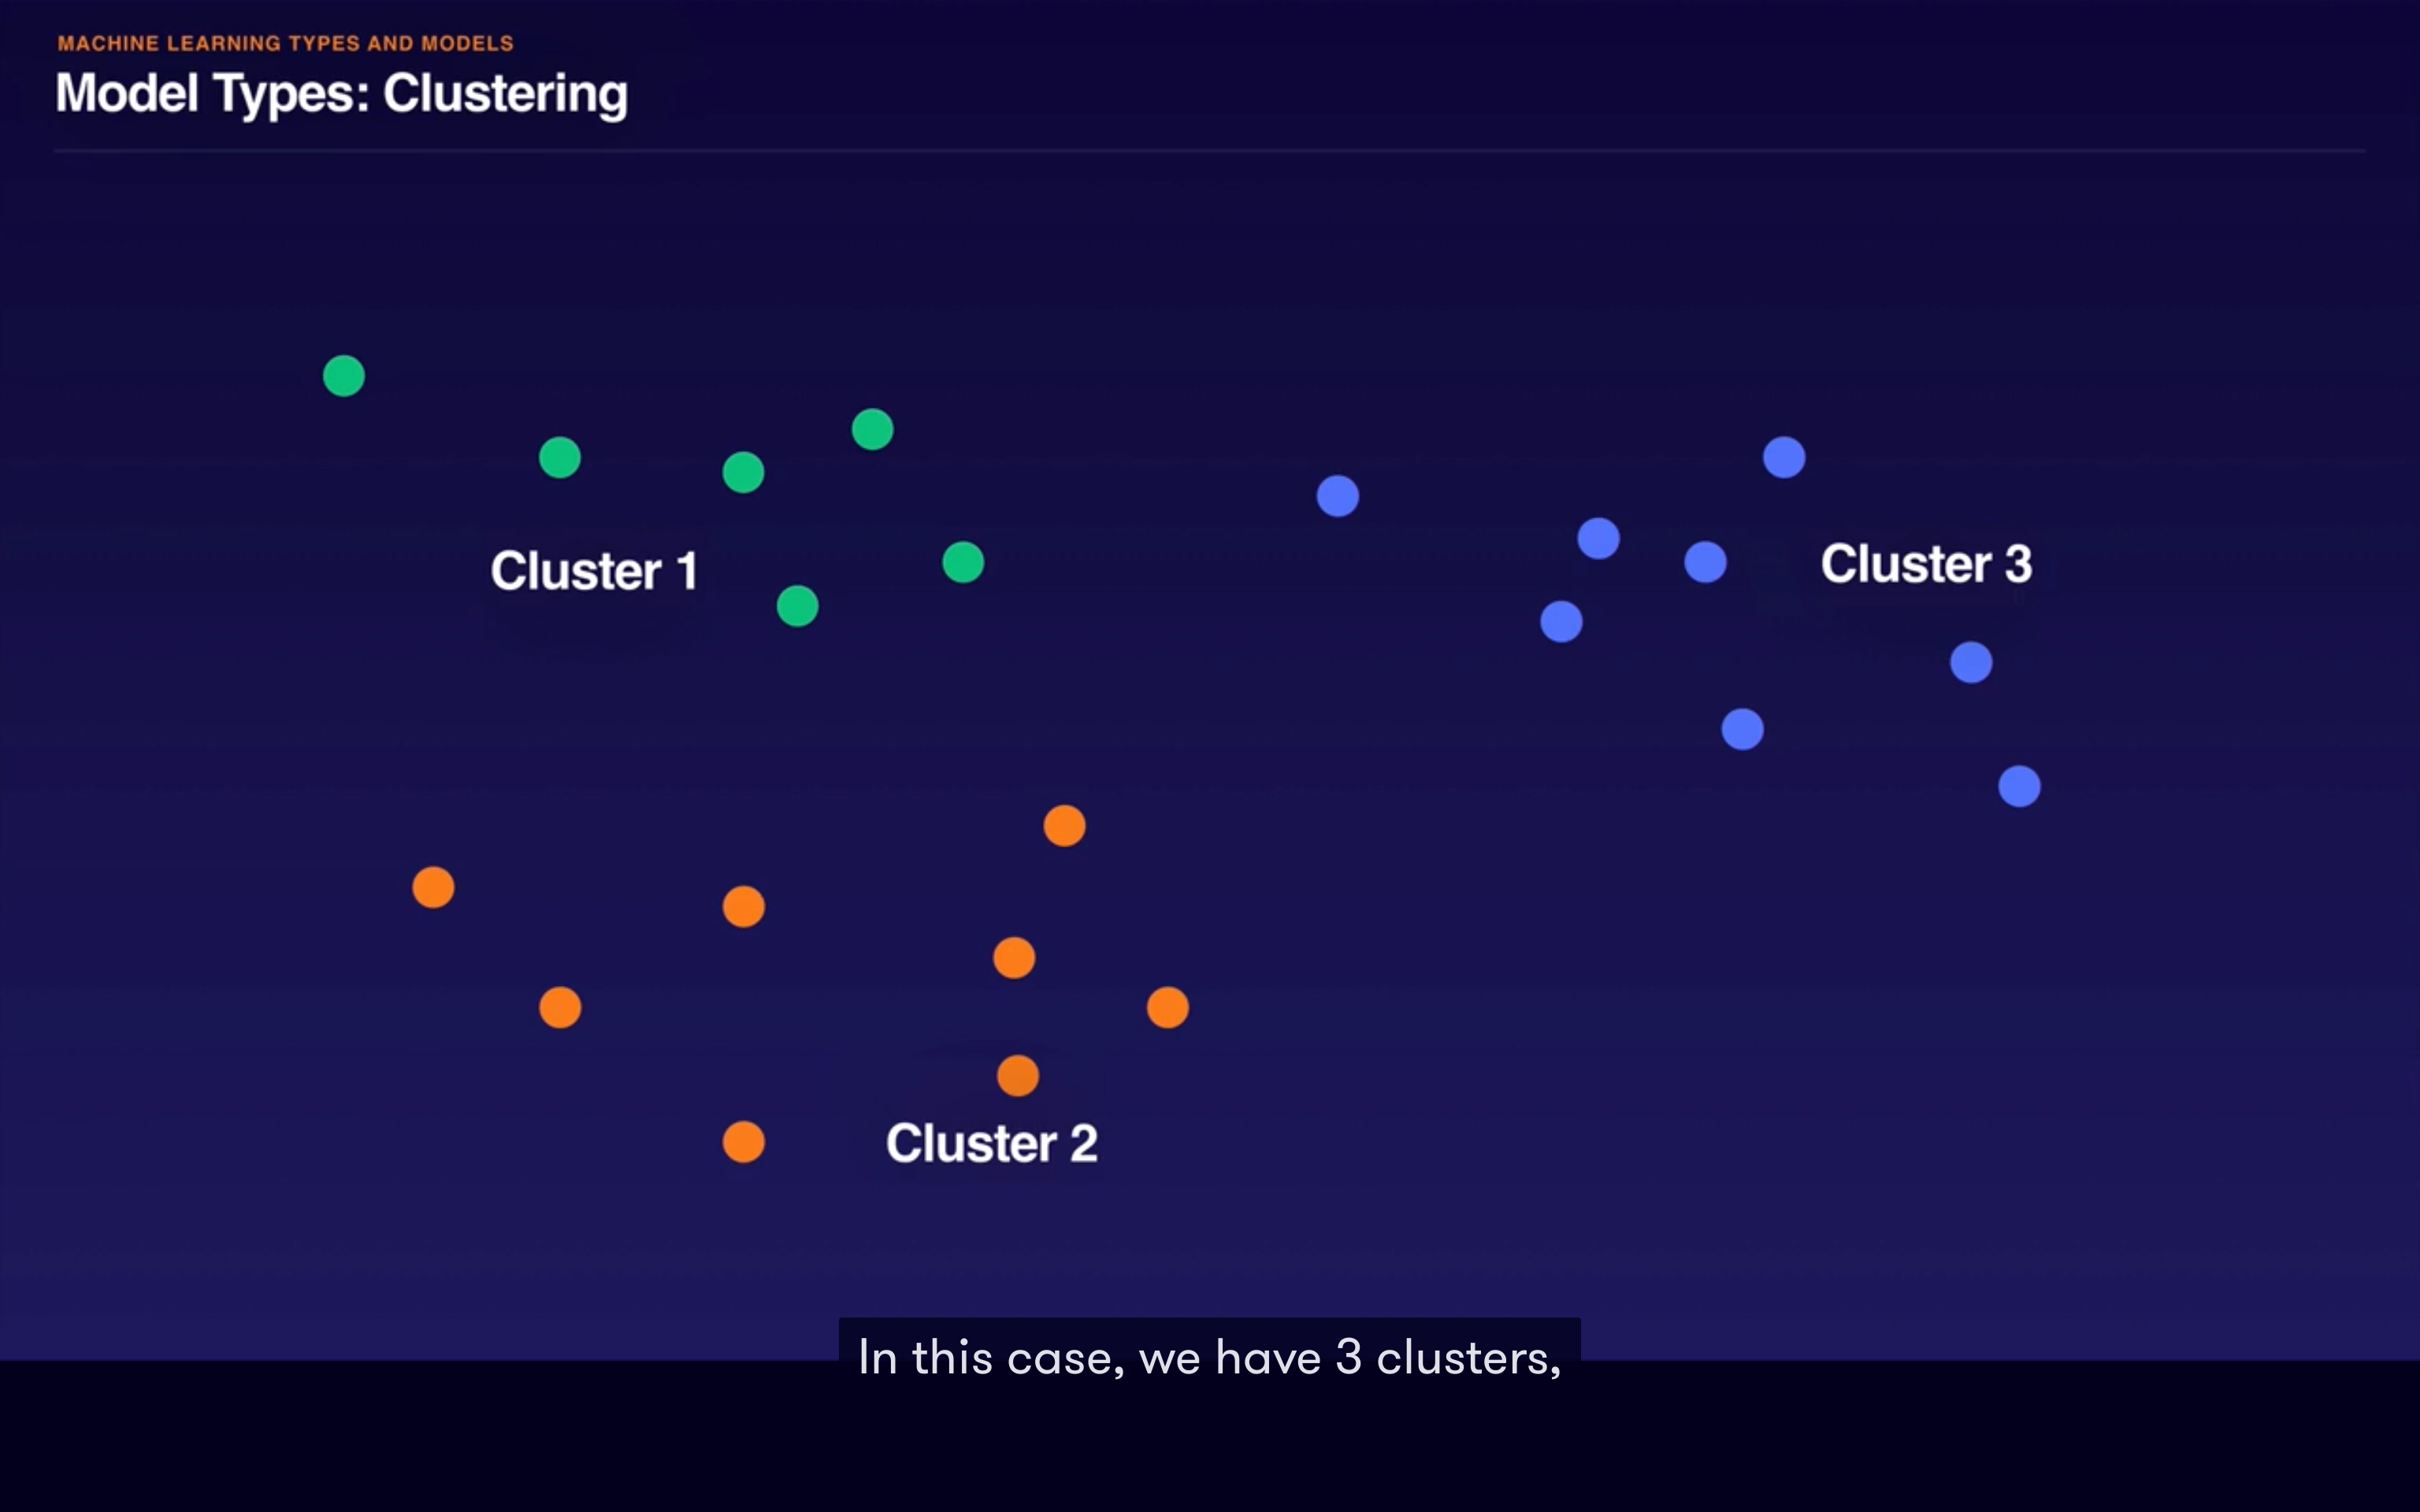 MACHINE LEARNING TYPES AND MODELS
Model Types: Clustering
Cluster 1
Cluster 3
Cluster 2
In this case, we have 3 clusters,